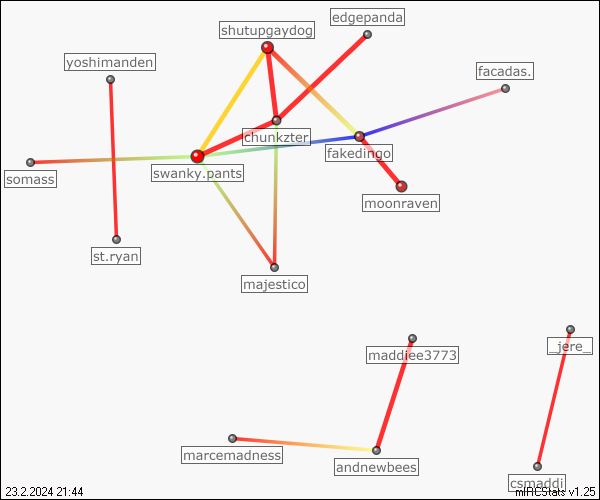 edgepanda
shutupgaydog
yoshimanden
facadas.
chunkzter
fakedingo
swanky.pants
somass
moonraven
st.ryan
majestico
_jere_
maddiee3773
marcemadness
andnewbees
csmaddi
23.2.2024 21:44
mIRCStats v1.25